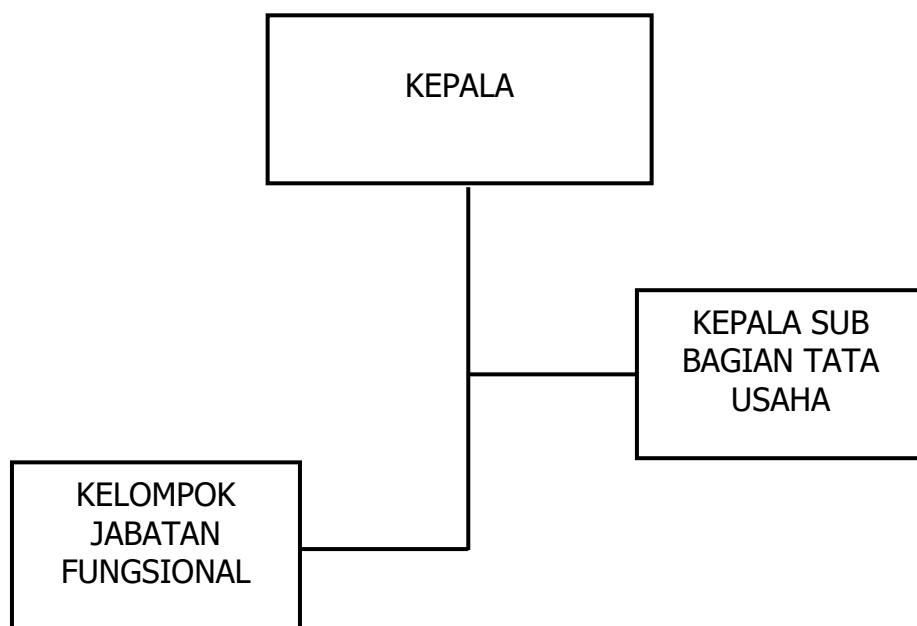 KEPALA
KEPALA SUB
BAGIAN TATA
USAHA
KELOMPOK
JABATAN
FUNGSIONAL